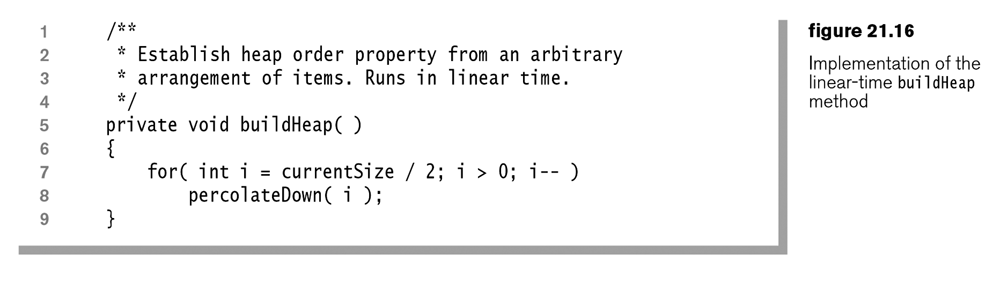 1 /**
2 * Establish heap order property from an arbitrary
3 * arrangement of items. Runs in linear time.
4 */
5 private void buildHeap( )
6 {
7 for( int i = currentSize / 2; i > 0; i-- )
8 percolateDown( i );
9 }
figure 21.16
Implementation of the
linear-time buildHeap
method